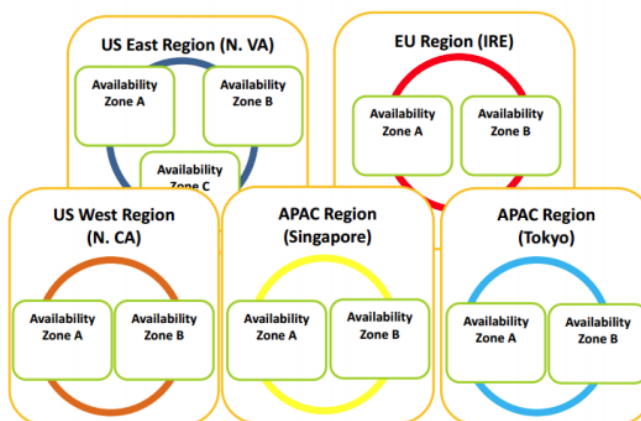 US East Region (N. VA)
Availability
Zone A
Availability
Zone B
Availability
Zone C
EU Region (IRE)
Availability
Zone A
Availability
Zone B
US West Region
(N. CA)
Availability
Zone A
Availability
Zone B
APAC Region
(Singapore)
Availability
Zone A
Availability
Zone B
APAC Region
(Tokyo)
Availability
Zone A
Availability
Zone B